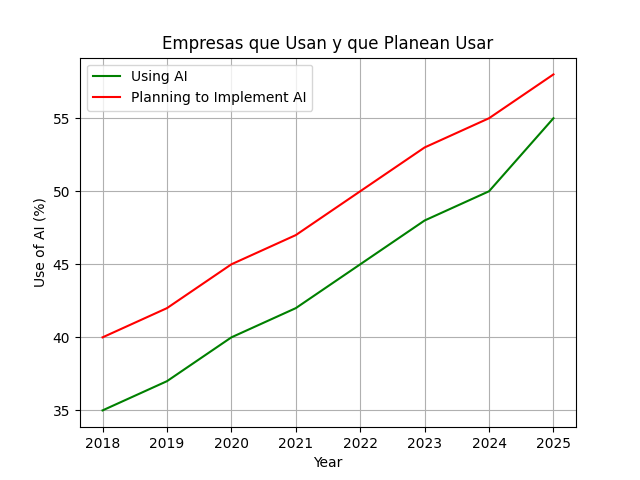 Empresas que Usan y que Planean Usar
Using AI
Planning to Implement AI
Use of AI (%)
55
50
45
40
35
2018 2019 2020 2021 2022 2023 2024 2025
Year